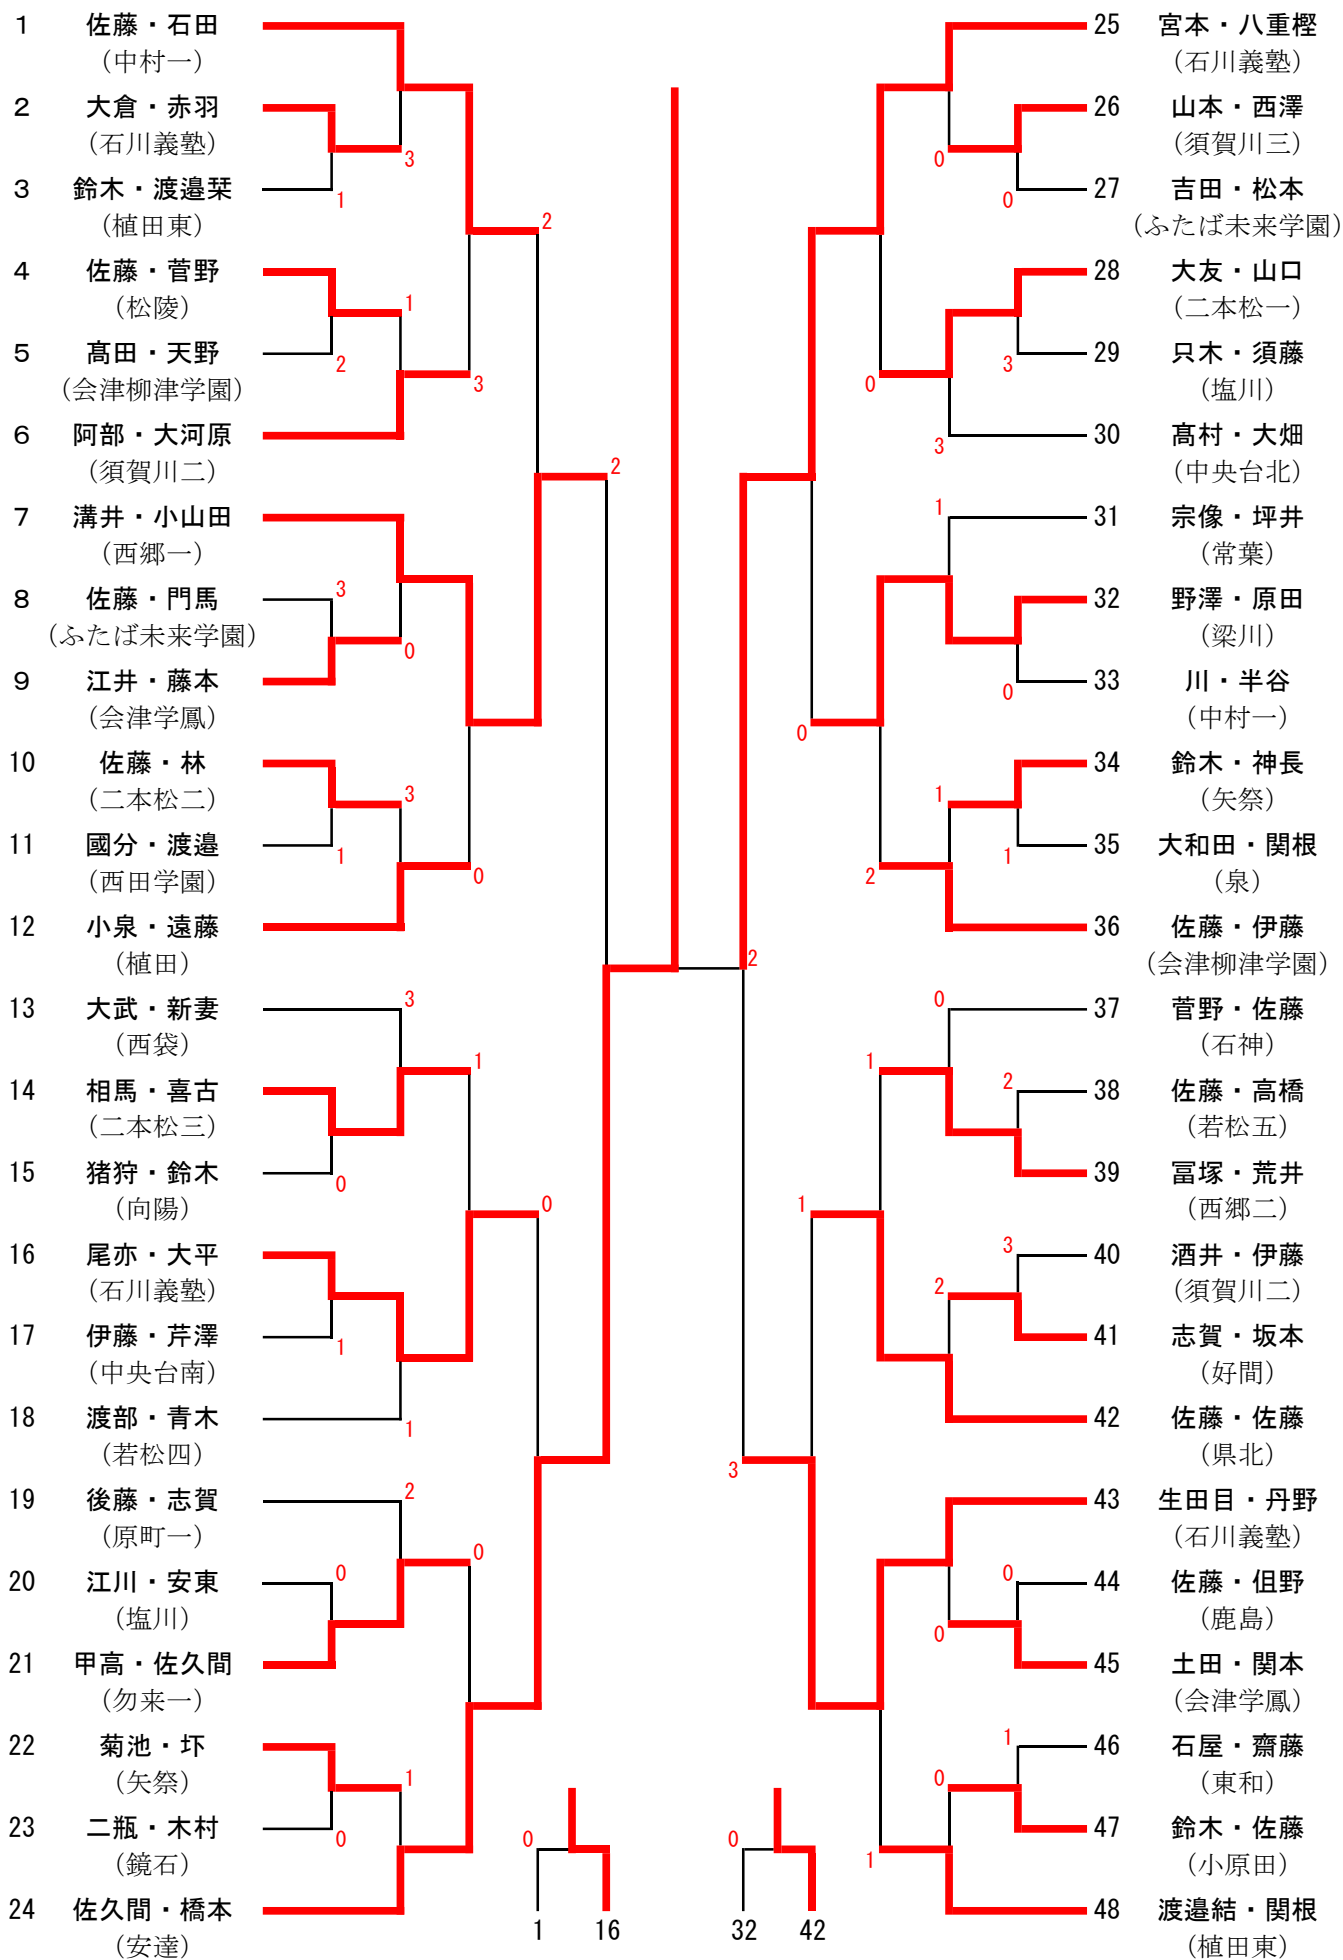 1 佐藤・石田
(中村一)
2 大倉・赤羽
(石川義塾)
3
3 鈴木・渡邉栞
1
(植田東)
2
4 佐藤・菅野
(松陵)
1
5 髙田・天野
2
(会津柳津学園)
3
6 阿部・大河原
(須賀川二)
2
7 溝井・小山田
(西郷一)
8 佐藤・門馬
3
(ふたば未来学園)
0
9 江井・藤本
(会津学鳳)
10 佐藤・林
(二本松二)
3
11 國分・渡邉
1
(西田学園)
0
12 小泉・遠藤
(植田)
13 大武・新妻
3
(西袋)
1
14 相馬・喜古
(二本松三)
15 猪狩・鈴木
0
(向陽)
0
16 尾亦・大平
(石川義塾)
17 伊藤・芹澤
1
(中央台南)
18 渡部・青木
1
(若松四)
19 後藤・志賀
2
(原町一)
0
20 江川・安東
0
(塩川)
21 甲高・佐久間
(勿来一)
22 菊池・圷
(矢祭)
1
23 二瓶・木村
0
(鏡石)
24 佐久間・橋本
(安達)
0
1 16
0
32 42
25 宮本・八重樫
(石川義塾)
26 山本・西澤
(須賀川三)
0
27 吉田・松本
0
(ふたば未来学園)
28 大友・山口
(二本松一)
29 只木・須藤
3
(塩川)
0
30 髙村・大畑
3
(中央台北)
31 宗像・坪井
1
(常葉)
32 野澤・原田
(梁川)
33 川・半谷
0
(中村一)
0
34 鈴木・神長
(矢祭)
1
35 大和田・関根
1
(泉)
2
36 佐藤・伊藤
(会津柳津学園)
2
37 菅野・佐藤
0
(石神)
1
38 佐藤・高橋
2
(若松五)
39 冨塚・荒井
(西郷二)
1
40 酒井・伊藤
3
(須賀川二)
2
41 志賀・坂本
(好間)
42 佐藤・佐藤
(県北)
3
43 生田目・丹野
(石川義塾)
44 佐藤・但野
0
(鹿島)
0
45 土田・関本
(会津学鳳)
46 石屋・齋藤
1
(東和)
0
47 鈴木・佐藤
(小原田)
1
48 渡邉結・関根
(植田東)